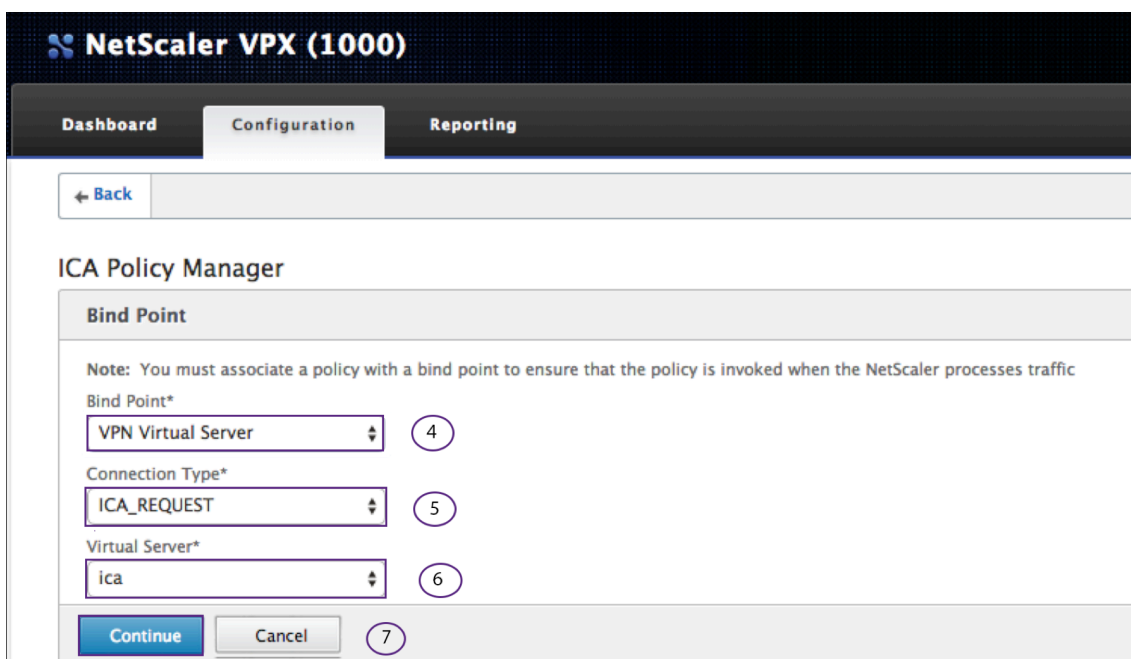 NetScaler VPX (1000)
Dashboard Configuration Reporting
Back
ICA Policy Manager
Bind Point
Note: You must associate a policy with a bind point to ensure that the policy is invoked when the NetScaler processes traffic
Bind Point*
VPN Virtual Server 4
Connection Type*
ICA_REQUEST 5
Virtual Server*
ica 6
Continue Cancel 7